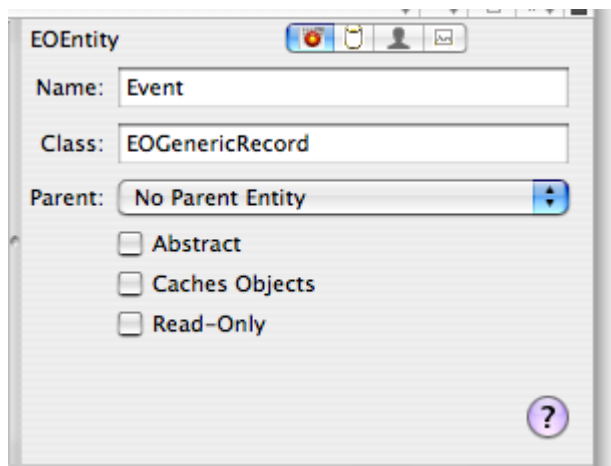 EOEntity
Name: Event
Class: EOGenericRecord
Parent: No Parent Entity
Abstract
Caches Objects
Read-Only
?